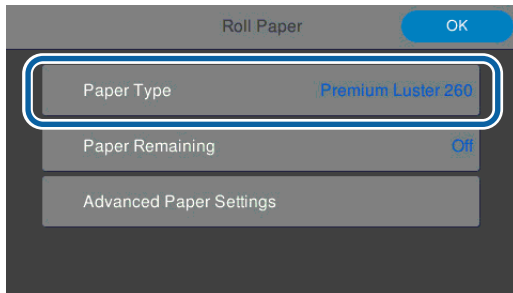 Roll Paper OK
Paper Type Premium Luster 260
Paper Remaining Off
Advanced Paper Settings